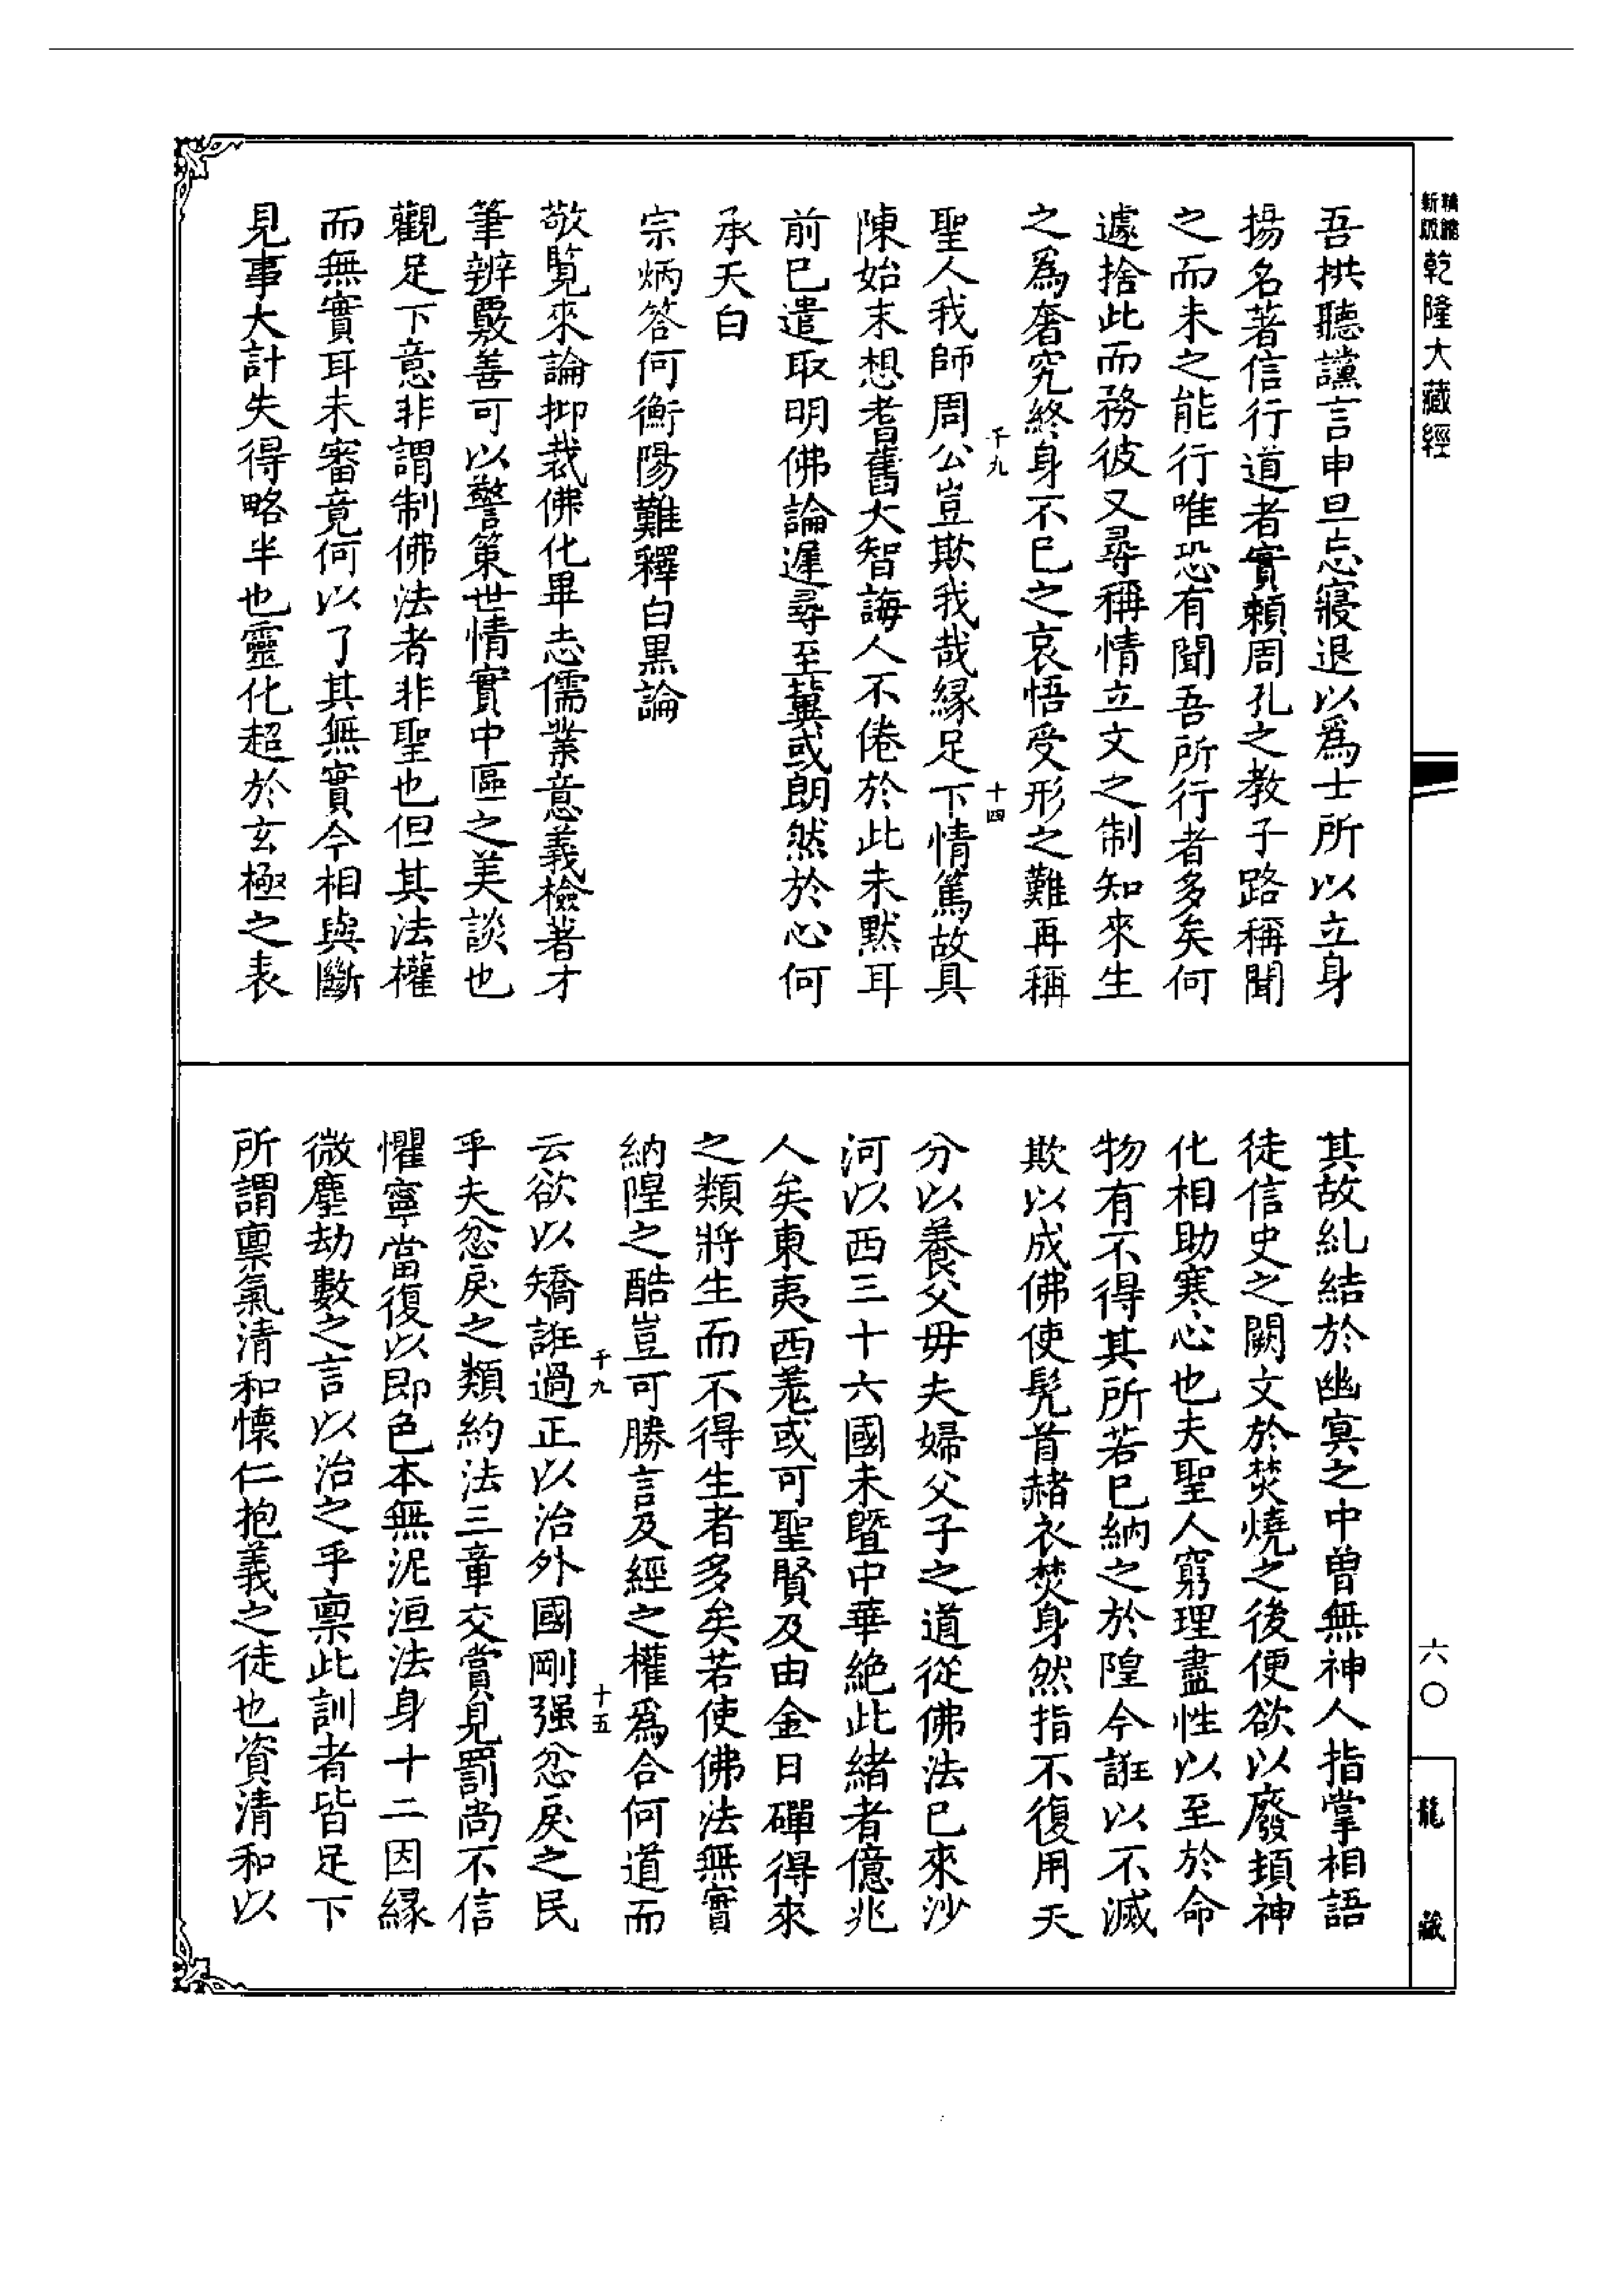 新版
乾隆大藏經
吾拱聽讜言申旦忘寢退以爲士所以立身
揚名著信行道者實賴周孔之教子路稱聞
之而未之能行唯恐有聞吾所行者多矣何
遽捨此而務彼又尋稱情立文之制知來生
之爲奢究終身不已之哀悟受形之難再稱
千九
十四
聖人我師周公豈欺我哉緣足下情篤故具
陳始末想耆舊大智誨人不倦於此未默耳
前已遣取明佛論遲尋至冀或朗然於心何
承天白
宗炳答何衡陽難釋白黑論
敬覽來論抑裁佛化畢志儒業意義檢著才
筆辨覈善可以警策世情實中區之美談也
觀足下意非謂制佛法者非聖也但其法權
而無實耳未審竟何以了其無實今相與斷
見事大計失得略半也靈化超於玄極之表
其故糺結於幽冥之中曾無神人指掌相語
徒信史之闕文於焚燒之後便欲以廢頊神
化相助寒心也夫聖人窮理盡性以至於命
物有不得其所若已納之於隍今誑以不滅
欺以成佛使髡首赭衣焚身然指不復用天
分以養父毋夫婦父子之道從佛法已來沙
河以西三十六國未曁中華絕此緒者億兆
人矣東夷西羌或可聖賢及由金日磾得來
之類將生而不得生者多矣若使佛法無實
納隍之酷豈可勝言及經之權爲合何道而
千九
十五
云欲以矯誑過正以治外國剛强忿戾之民
乎夫忿戾之類約法三章交賞見罰尚不信
懼寧當復以即色本無泥洹法身十二因緣
微塵劫數之言以治之乎禀此訓者皆足下
所謂禀氣清和懷仁抱義之徒也資清和以
六〇
龍
藏